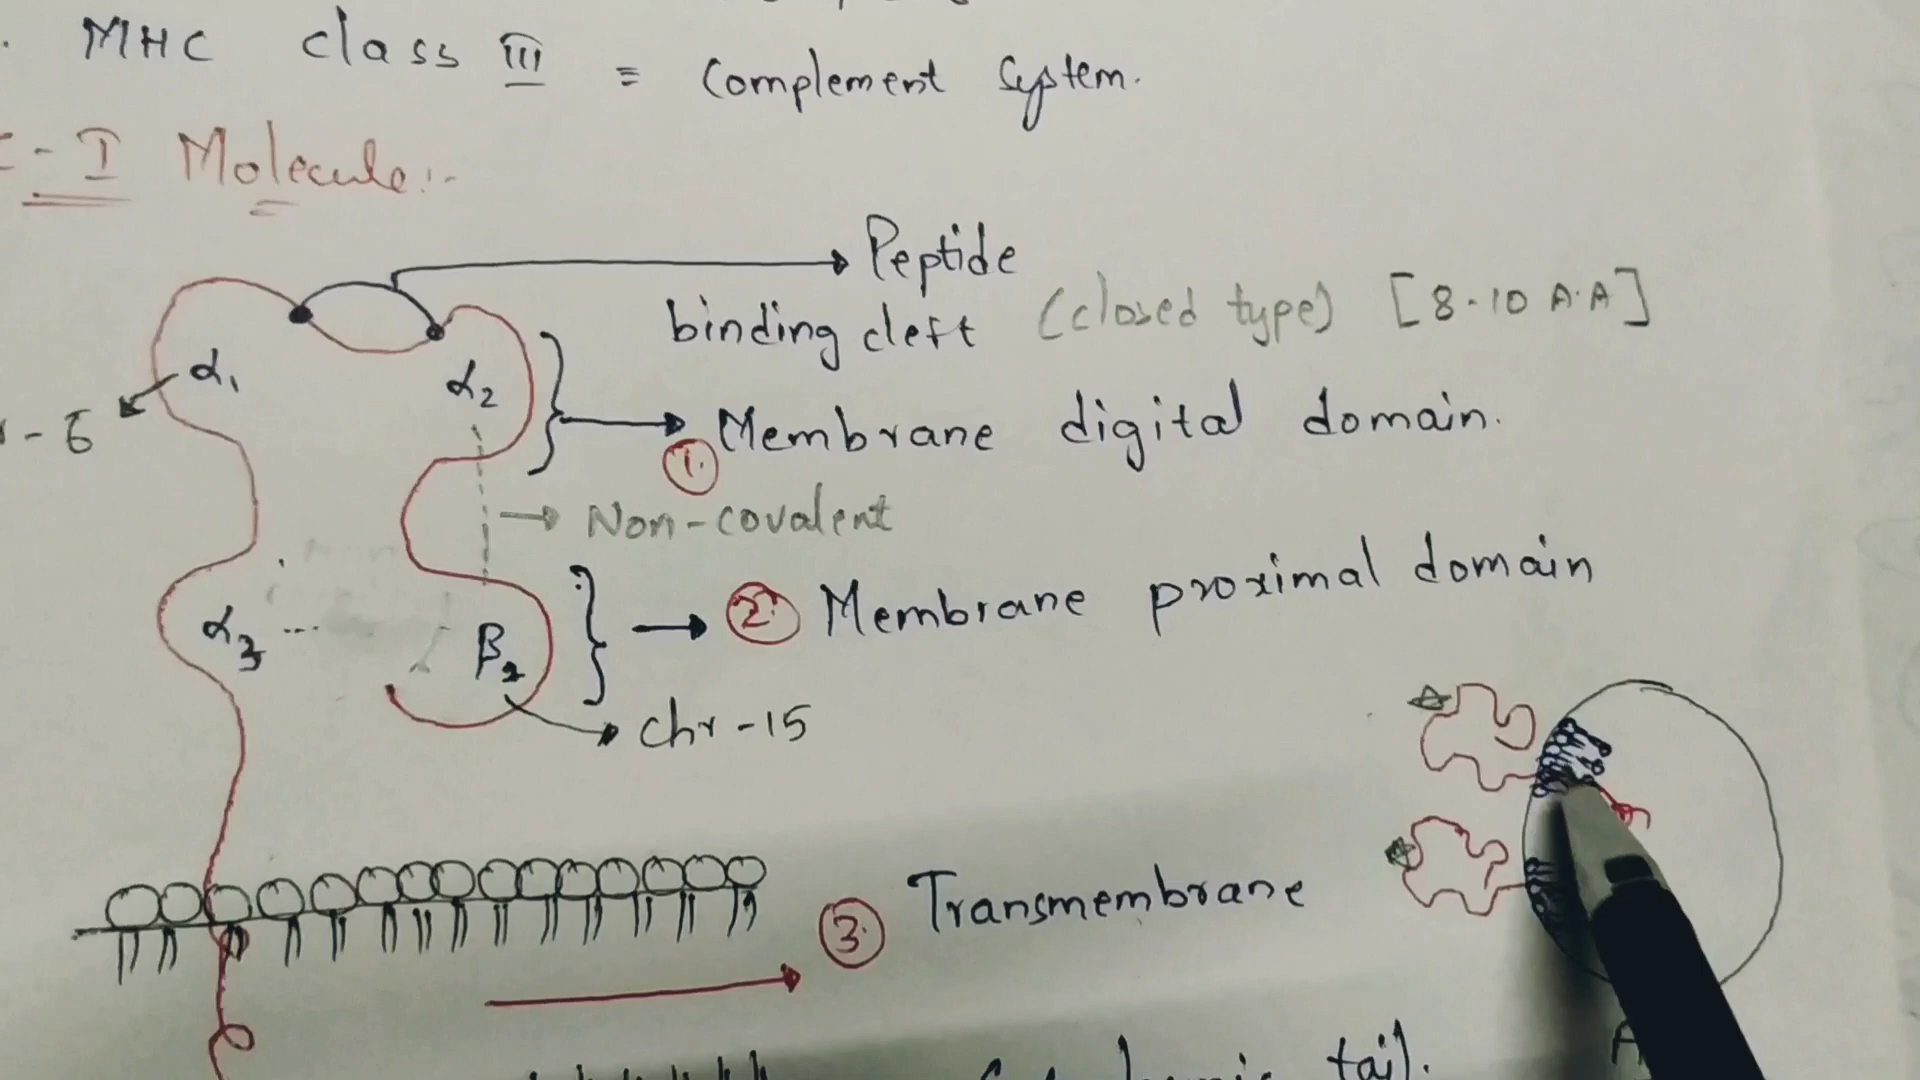 MHC class III = Complement System.
- I Molecule:-
Peptide
binding cleft (closed type) [8-10 A.A]
α1
α2
- 6
① Membrane digital domain.
→ Non-covalent
② Membrane proximal domain
α3
β2
chr-15
③ Transmembrane
tail.